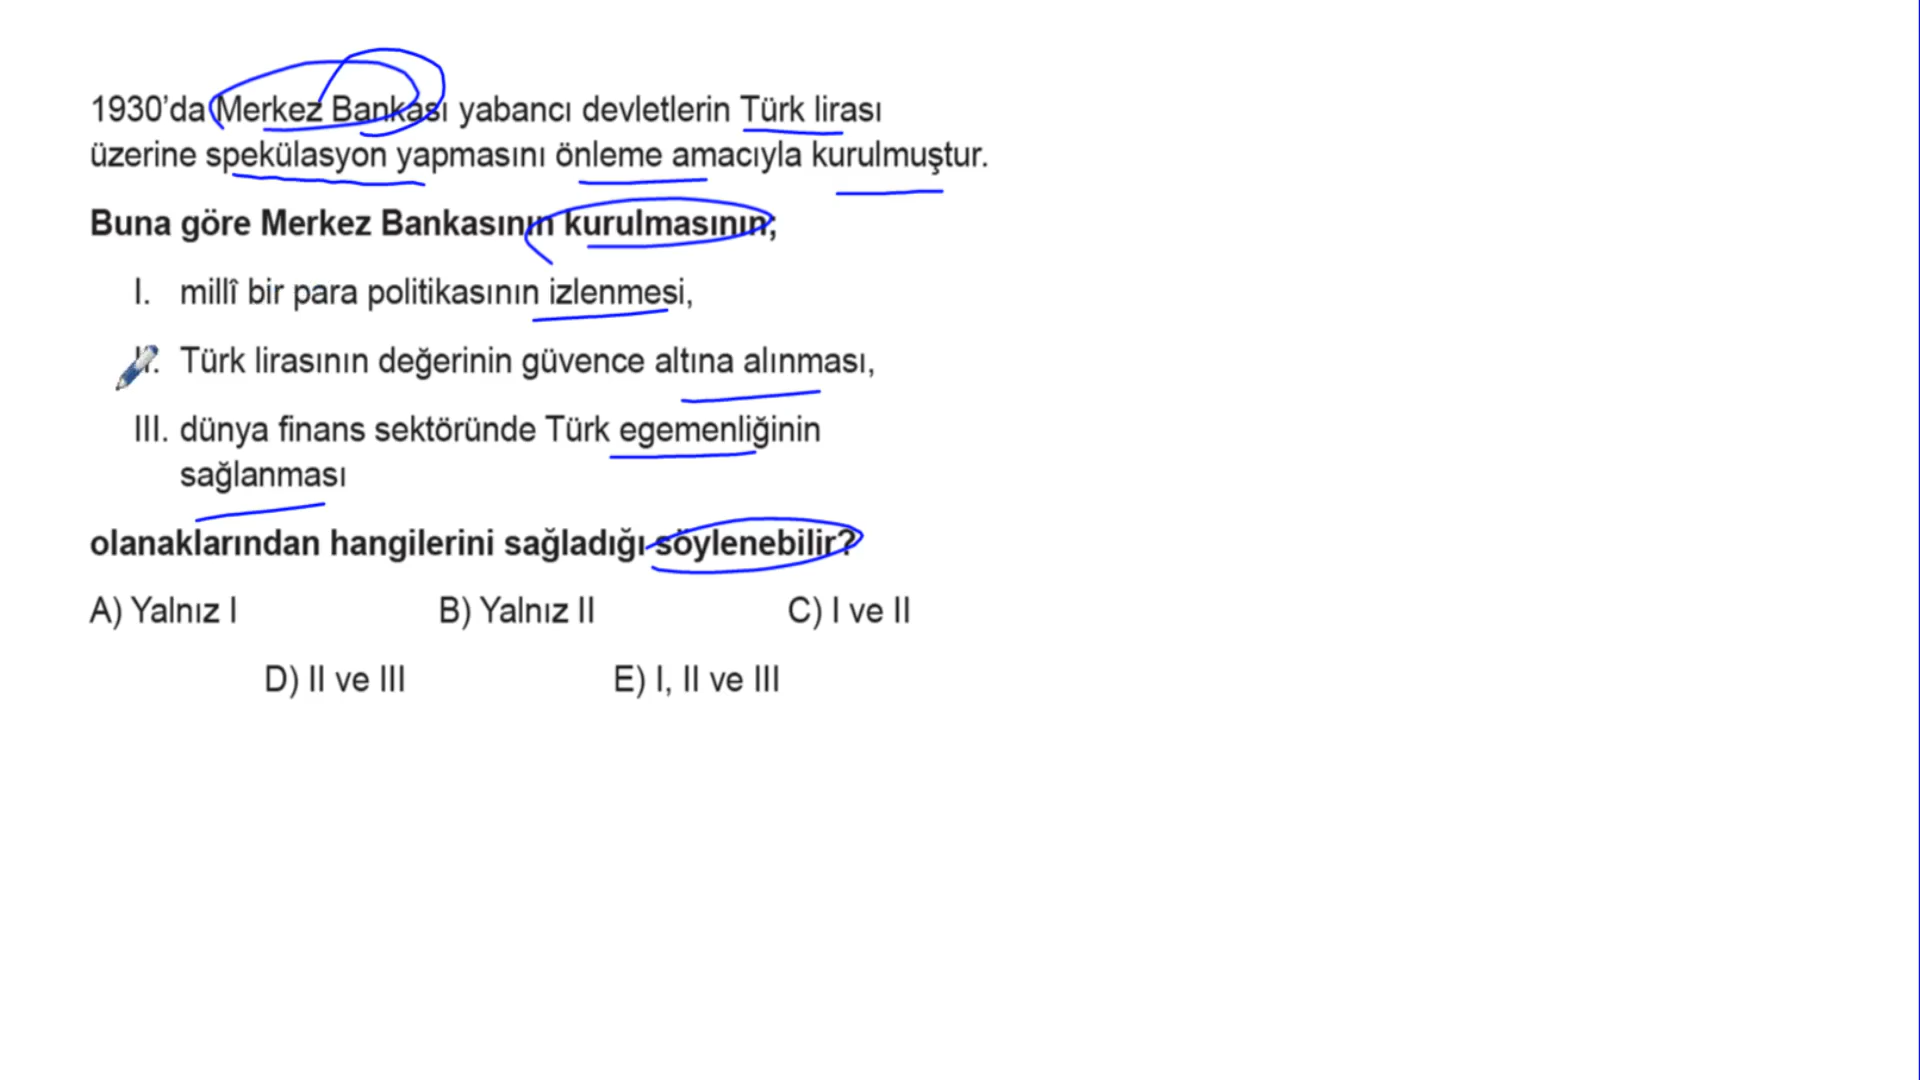 1930’da Merkez Bankası yabancı devletlerin Türk lirası
üzerine spekülasyon yapmasını önleme amacıyla kurulmuştur.
Buna göre Merkez Bankasının kurulmasının;
I. millî bir para politikasının izlenmesi,
II. Türk lirasının değerinin güvence altına alınması,
III. dünya finans sektöründe Türk egemenliğinin
sağlanması
olanaklarından hangilerini sağladığı söylenebilir?
A) Yalnız I B) Yalnız II C) I ve II
D) II ve III E) I, II ve III